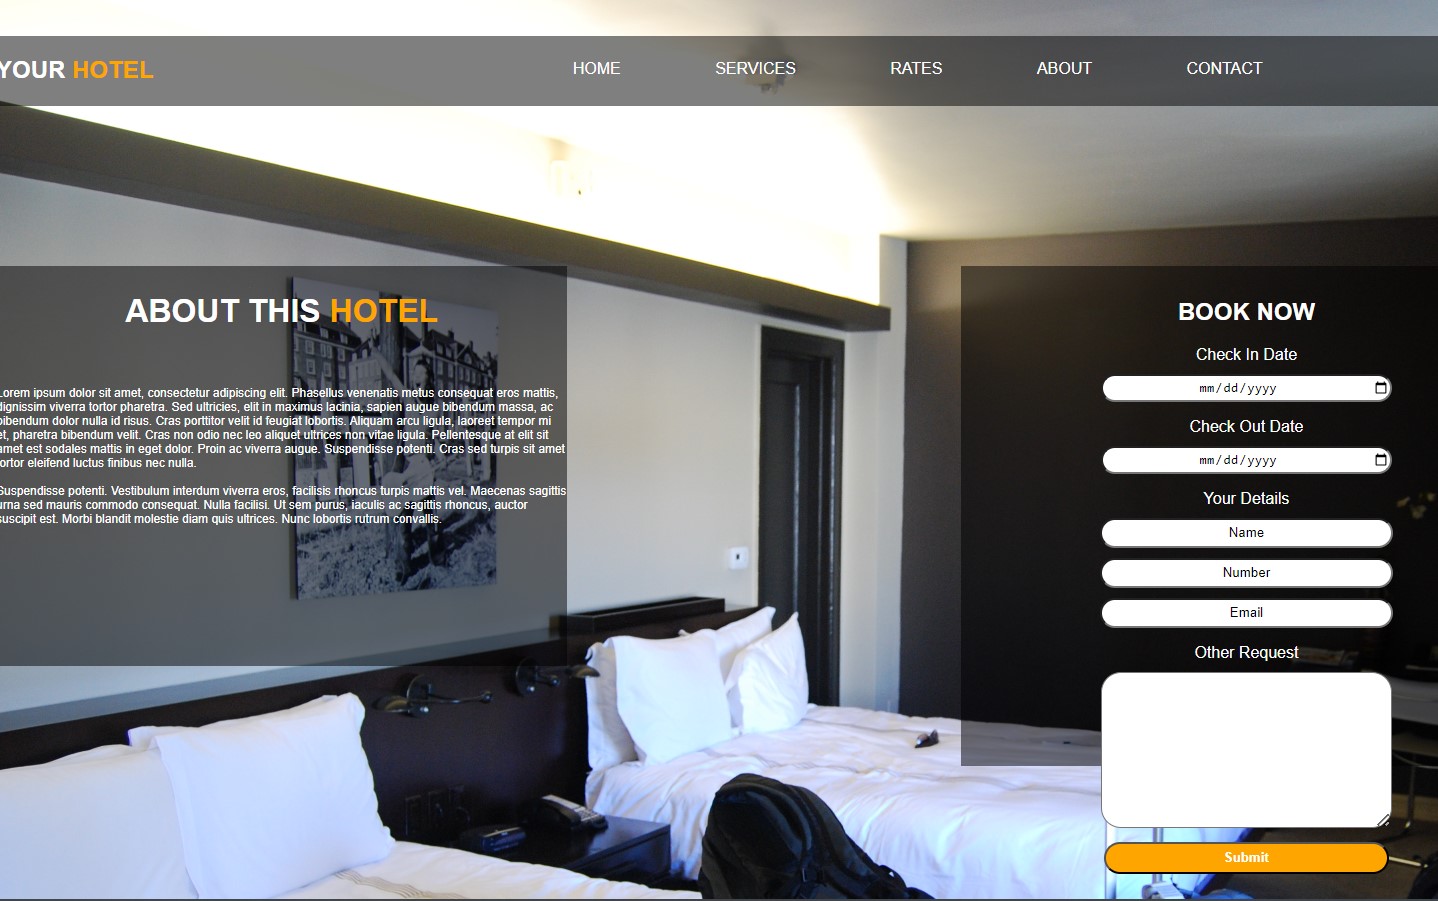 YOUR HOTEL
HOME SERVICES RATES ABOUT CONTACT
ABOUT THIS HOTEL
Lorem ipsum dolor sit amet, consectetur adipiscing elit. Phasellus venenatis metus consequat eros mattis,
dignissim viverra tortor pharetra. Sed ultricies, elit in maximus lacinia, sapien augue bibendum massa, ac
bibendum dolor nulla id risus. Cras porttitor velit id feugiat lobortis. Aliquam arcu ligula, laoreet tempor mi
et, pharetra bibendum velit. Cras non odio nec leo aliquet ultrices non vitae ligula. Pellentesque at elit sit
amet est sodales mattis in eget dolor. Proin ac viverra augue. Suspendisse potenti. Cras sed turpis sit amet
tortor eleifend luctus finibus nec nulla.
Suspendisse potenti. Vestibulum interdum viverra eros, facilisis rhoncus turpis mattis vel. Maecenas sagittis
urna sed mauris commodo consequat. Nulla facilisi. Ut sem purus, iaculis ac sagittis rhoncus, auctor
suscipit est. Morbi blandit molestie diam quis ultrices. Nunc lobortis rutrum convallis.
BOOK NOW
Check In Date
mm/dd/yyyy
Check Out Date
mm/dd/yyyy
Your Details
Name
Number
Email
Other Request
Submit